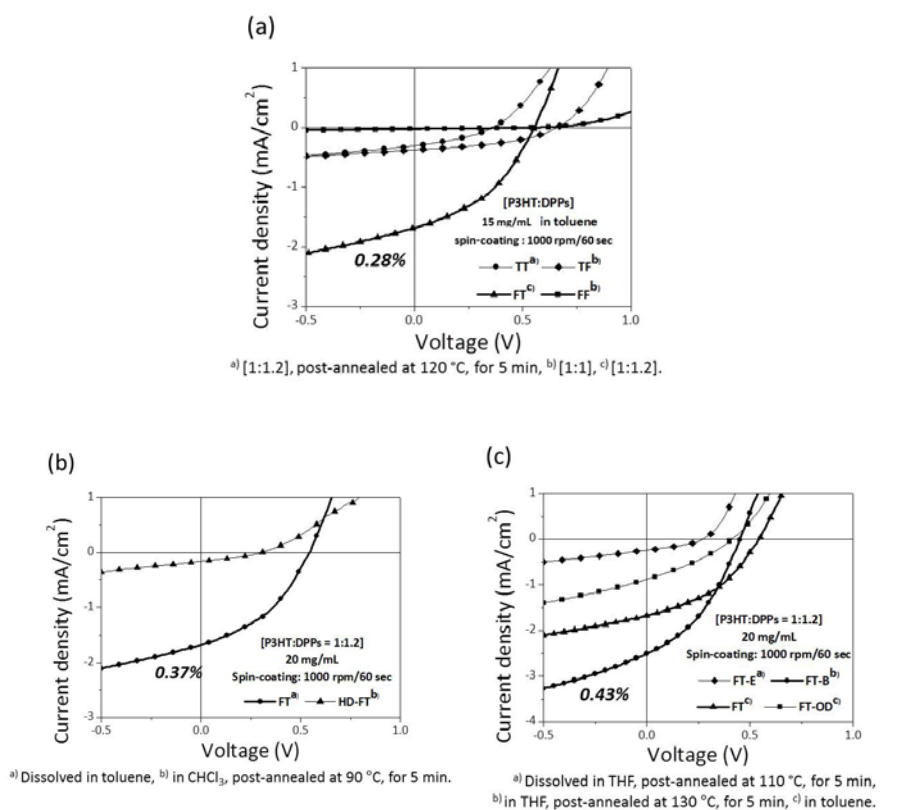 (a)
Current density (mA/cm²)
1
0
-1
-2
-3
[P3HT:DPPs]
15 mg/mL in toluene
spin-coating : 1000 rpm/60 sec
TTᵃ⁾ TFᵇ⁾
FTᶜ⁾ FFᵇ⁾
0.28%
-0.5 0.0 0.5 1.0
Voltage (V)
ᵃ⁾ [1:1.2], post-annealed at 120 °C, for 5 min, ᵇ⁾ [1:1], ᶜ⁾ [1:1.2].
(b)
Current density (mA/cm²)
1
0
-1
-2
-3
[P3HT:DPPs = 1:1.2]
20 mg/mL
Spin-coating: 1000 rpm/60 sec
FTᵃ⁾ HD-FTᵇ⁾
0.37%
-0.5 0.0 0.5 1.0
Voltage (V)
ᵃ⁾ Dissolved in toluene, ᵇ⁾ in CHCl₃, post-annealed at 90 °C, for 5 min.
(c)
Current density (mA/cm²)
1
0
-1
-2
-3
-4
[P3HT:DPPs = 1:1.2]
20 mg/mL
Spin-coating: 1000 rpm/60 sec
FT-Eᵃ⁾ FT-Bᵇ⁾
FTᶜ⁾ FT-ODᶜ⁾
0.43%
-0.5 0.0 0.5 1.0
Voltage (V)
ᵃ⁾ Dissolved in THF, post-annealed at 110 °C, for 5 min,
ᵇ⁾ in THF, post-annealed at 130 °C, for 5 min, ᶜ⁾ in toluene.